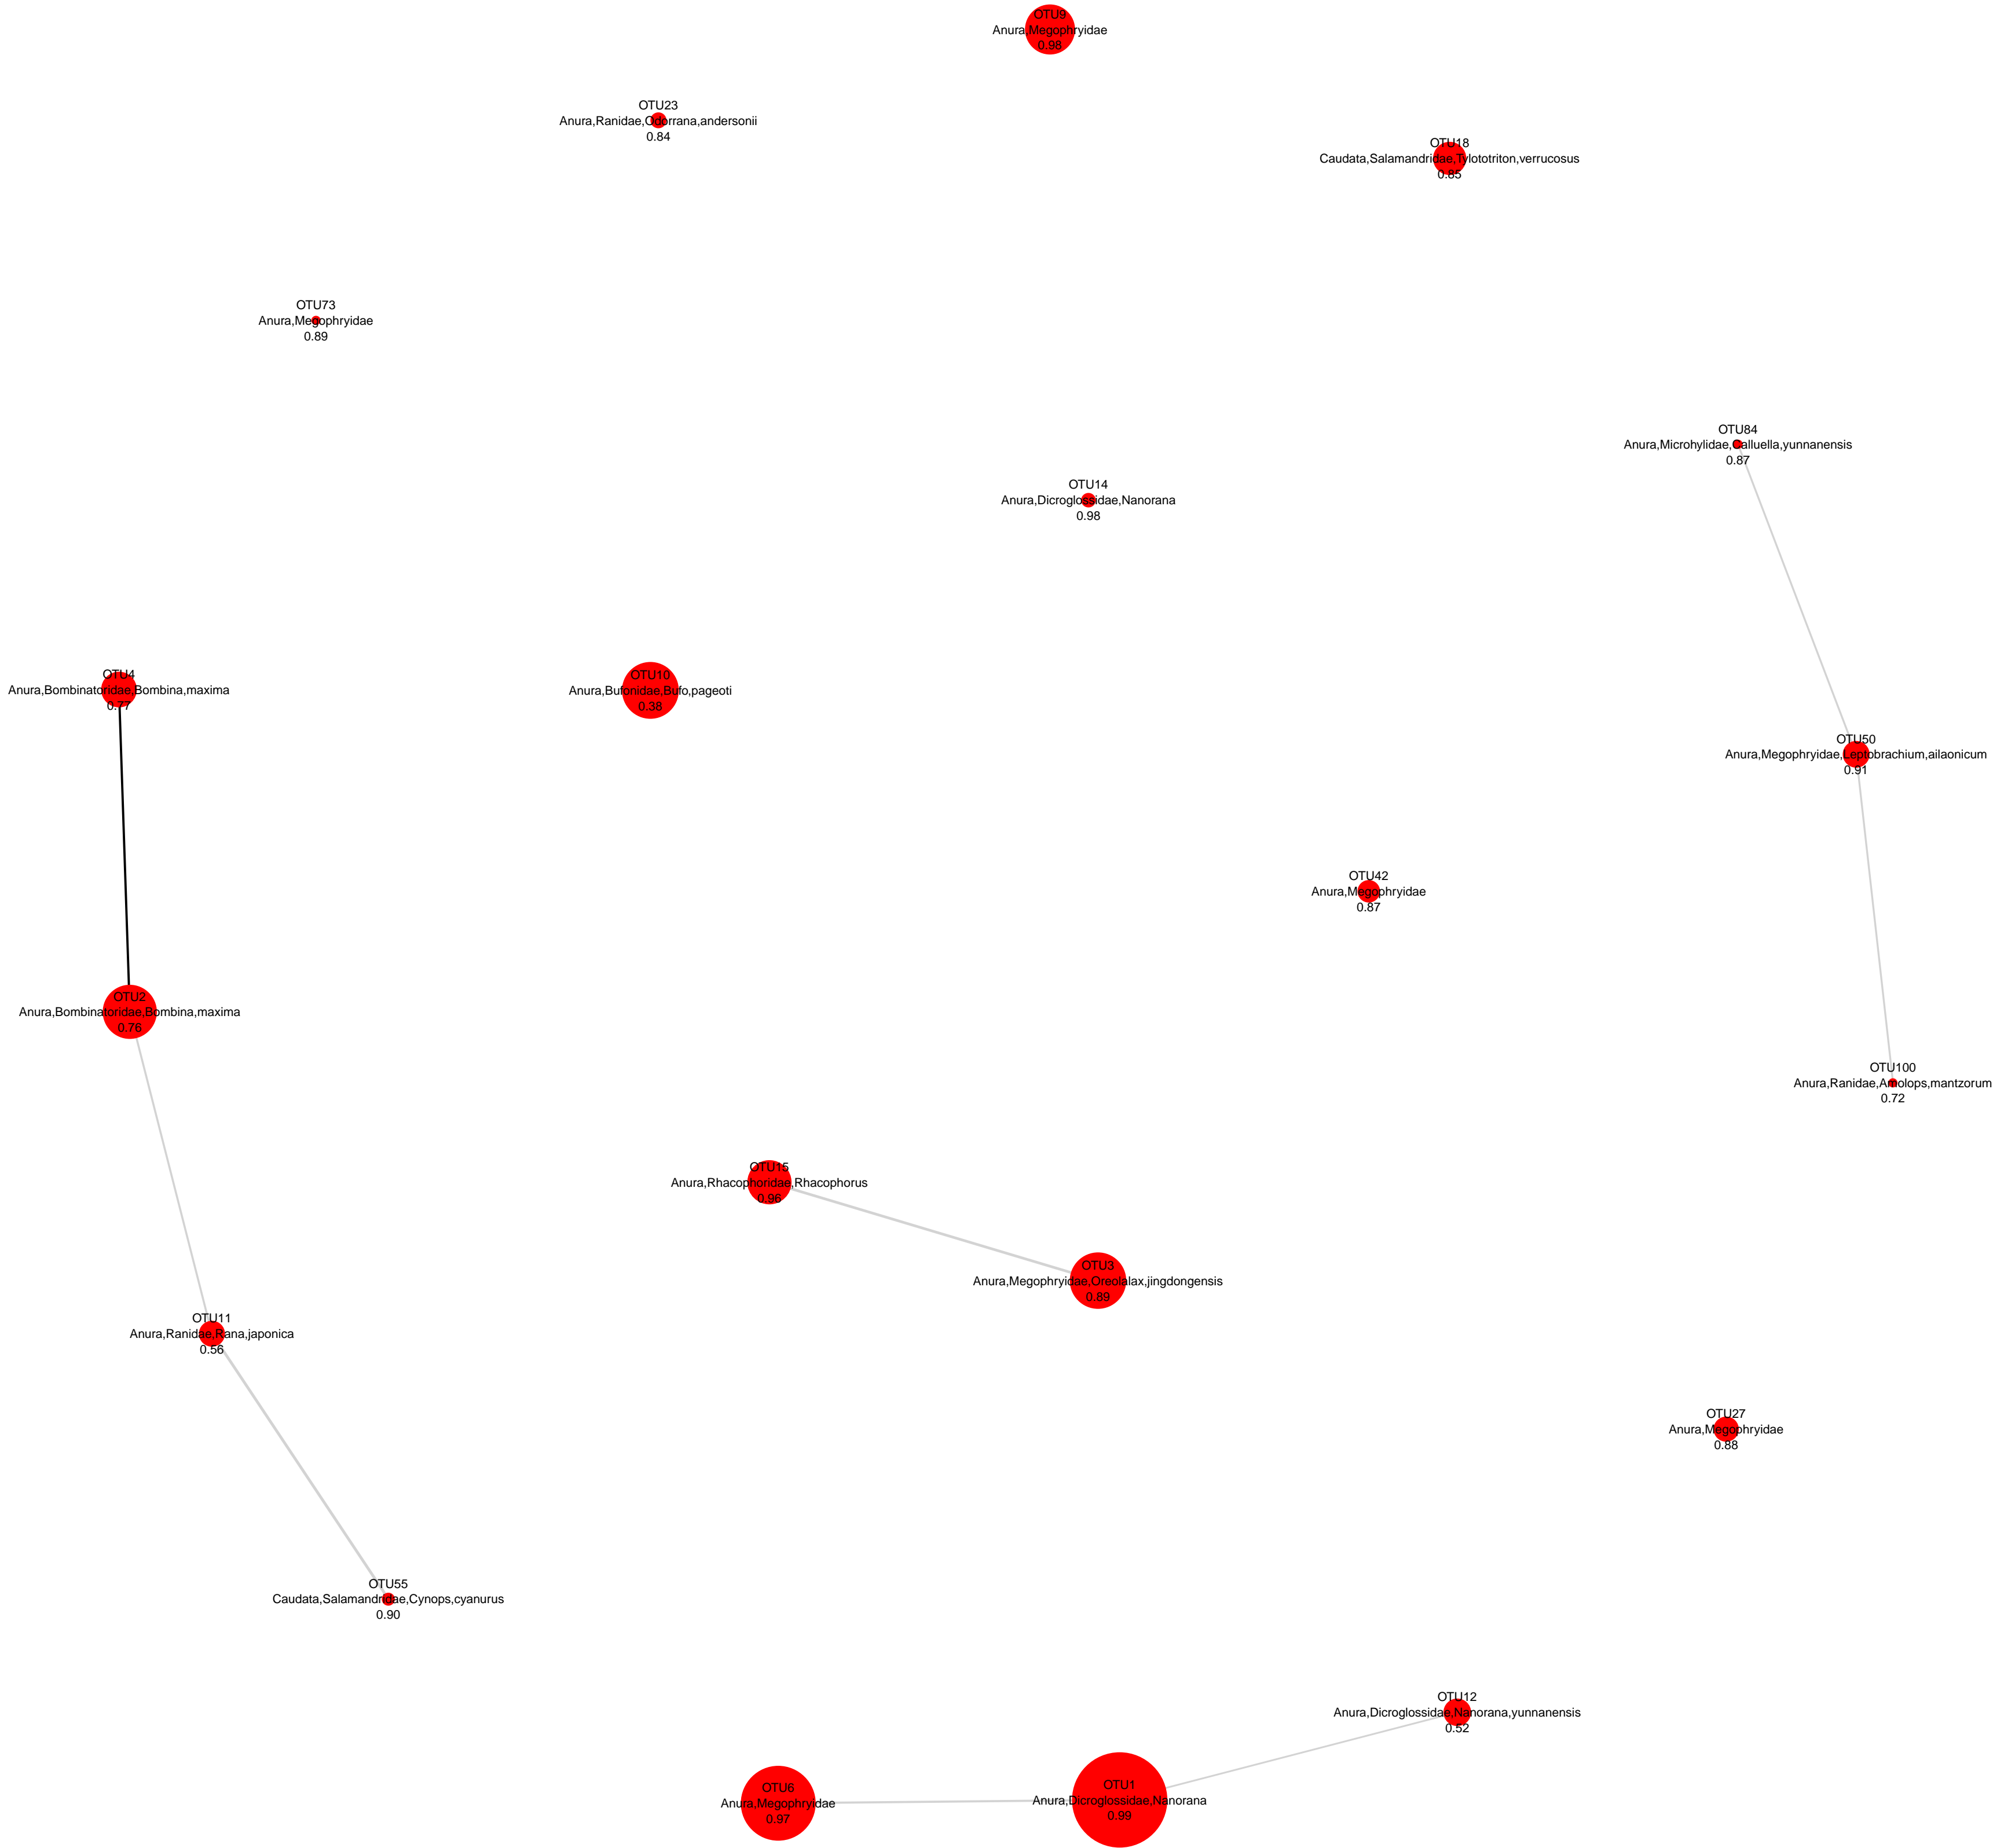 OTU9
Anura,Megophryidae
0.98
OTU23
Anura,Ranidae,Odorrana,andersonii
0.84
OTU18
Caudata,Salamandridae,Tylototriton,verrucosus
0.85
OTU73
Anura,Megophryidae
0.89
OTU84
Anura,Microhylidae,Calluella,yunnanensis
0.87
OTU14
Anura,Dicroglossidae,Nanorana
0.98
OTU4
Anura,Bombinatoridae,Bombina,maxima
0.77
OTU10
Anura,Bufonidae,Bufo,pageoti
0.38
OTU50
Anura,Megophryidae,Leptobrachium,ailaonicum
0.91
OTU42
Anura,Megophryidae
0.87
OTU2
Anura,Bombinatoridae,Bombina,maxima
0.76
OTU100
Anura,Ranidae,Amolops,mantzorum
0.72
OTU15
Anura,Rhacophoridae,Rhacophorus
0.96
OTU3
Anura,Megophryidae,Oreolalax,jingdongensis
0.89
OTU11
Anura,Ranidae,Rana,japonica
0.56
OTU27
Anura,Megophryidae
0.88
OTU55
Caudata,Salamandridae,Cynops,cyanurus
0.90
OTU12
Anura,Dicroglossidae,Nanorana,yunnanensis
0.52
OTU6
Anura,Megophryidae
0.97
OTU1
Anura,Dicroglossidae,Nanorana
0.99